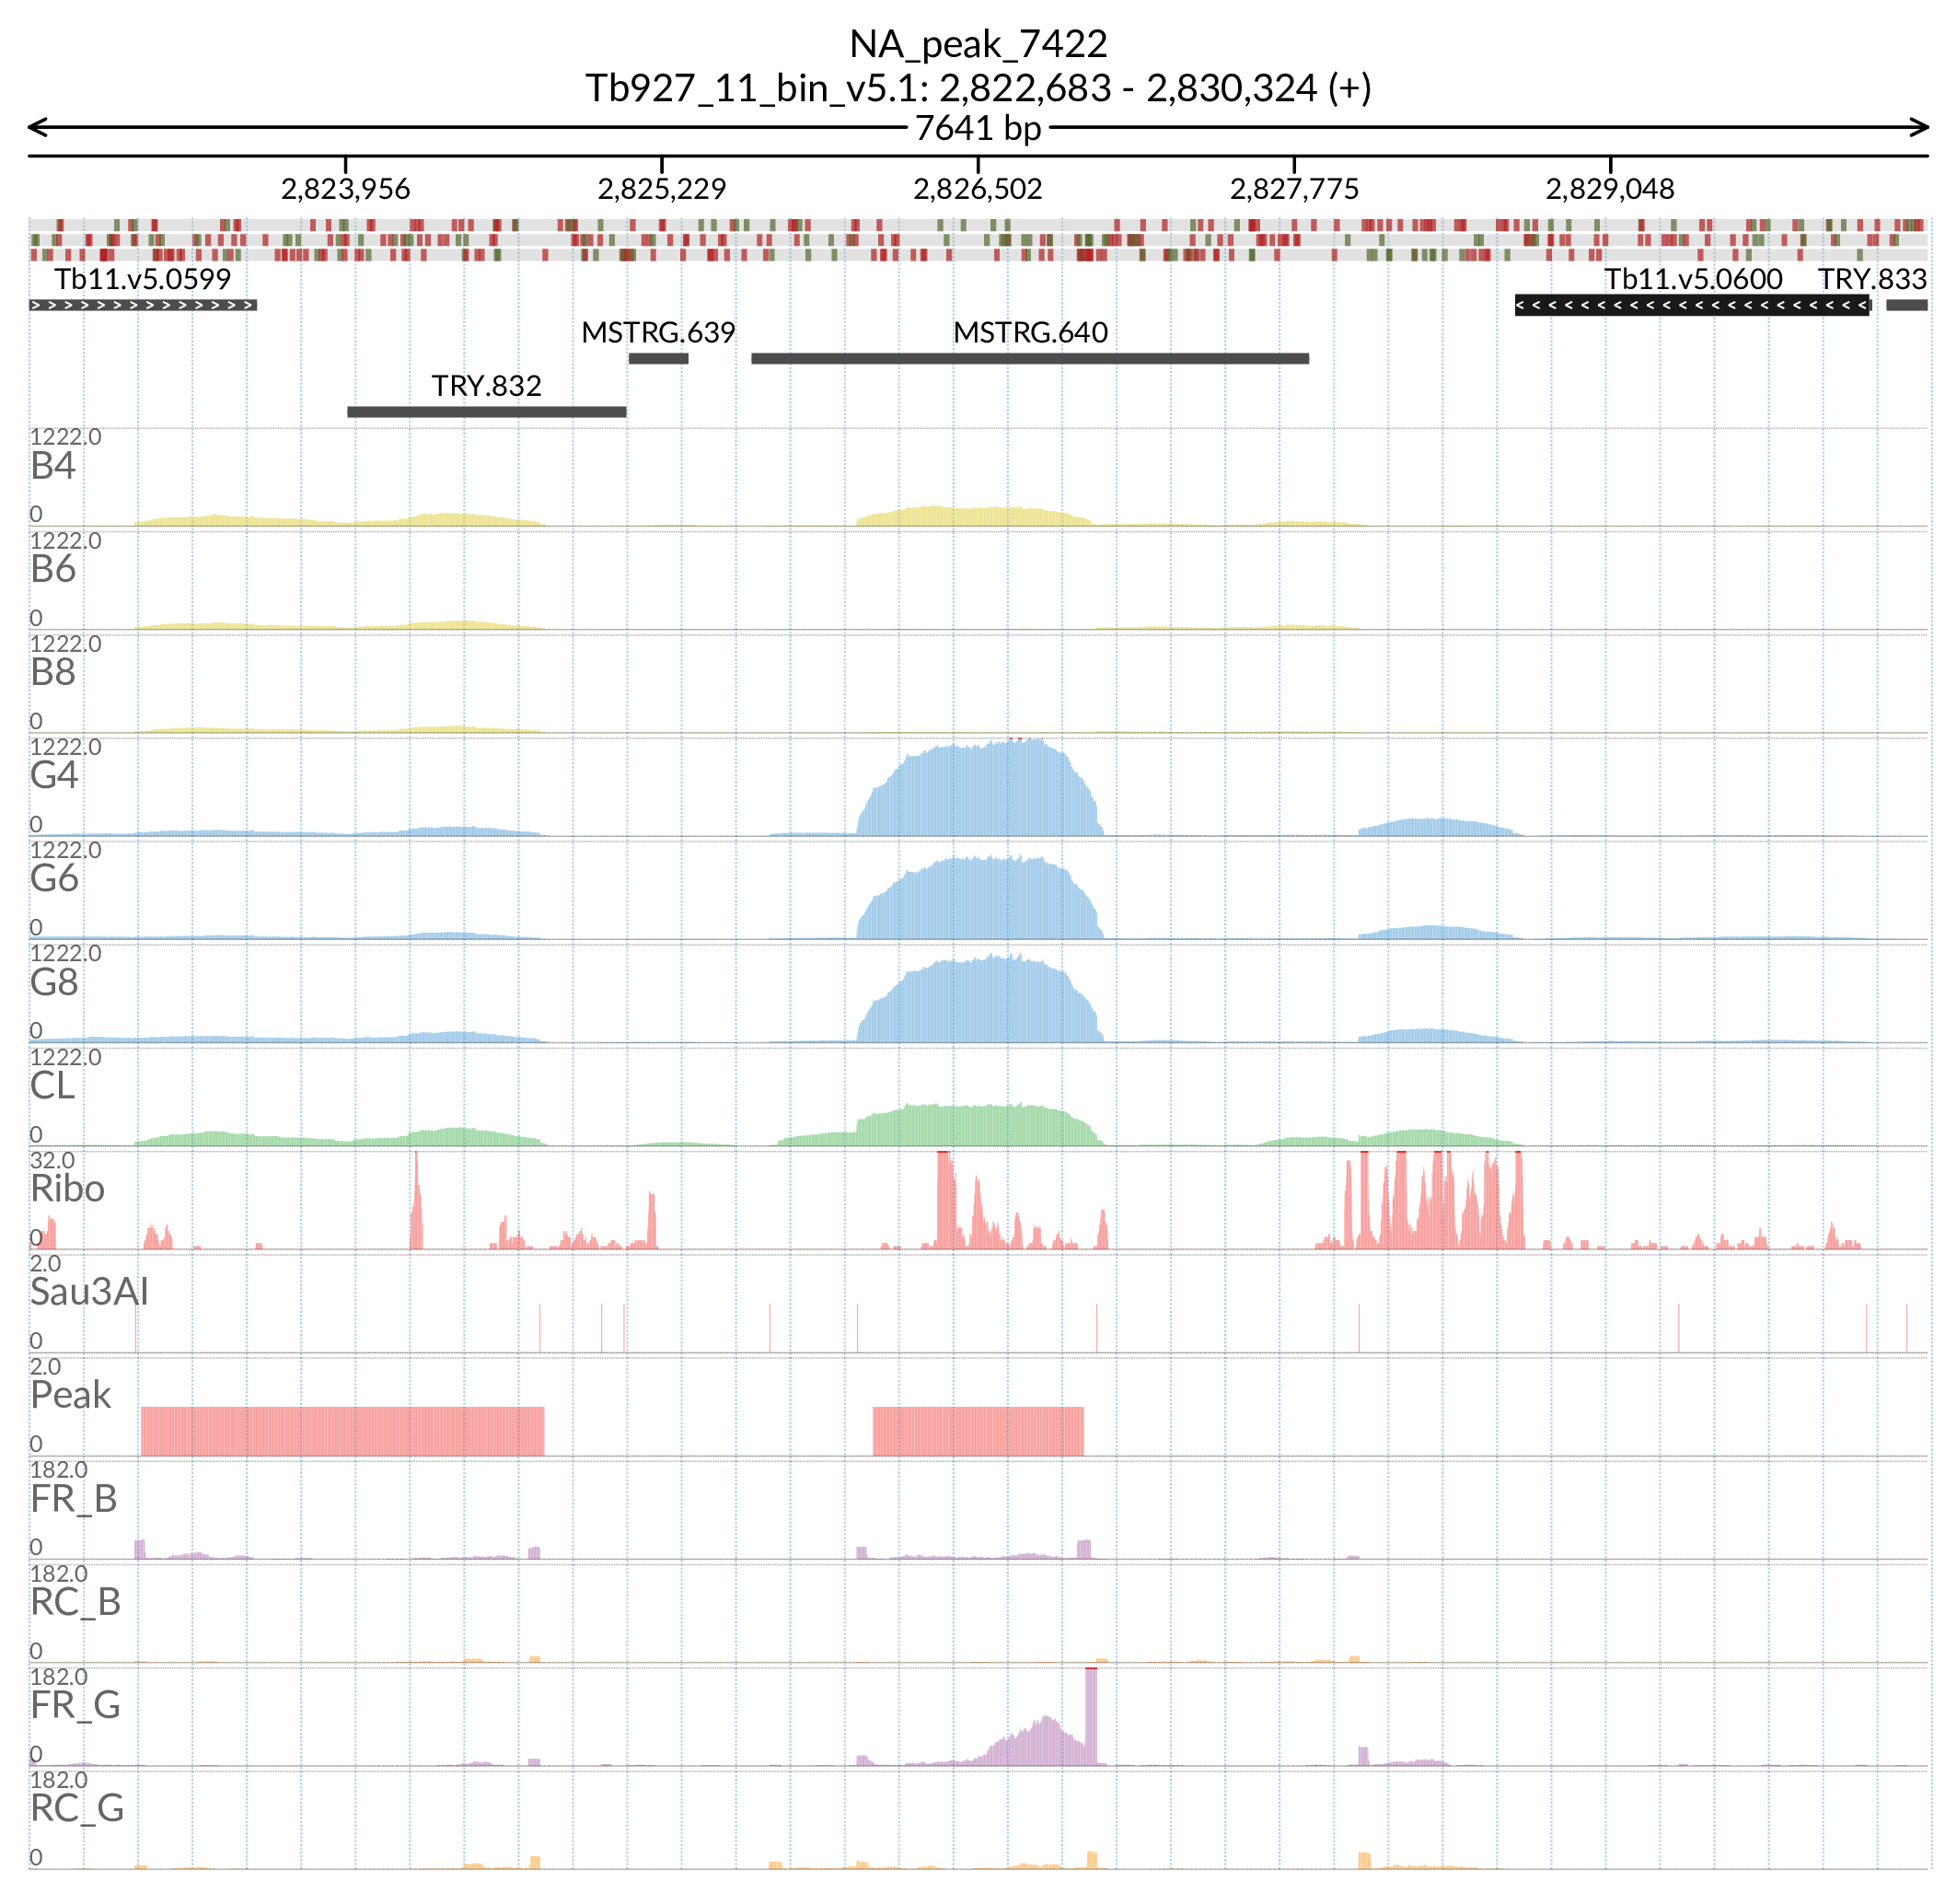 NA_peak_7422
Tb927_11_bin_v5.1: 2,822,683 - 2,830,324 (+)
7641 bp
2,823,956 2,825,229 2,826,502 2,827,775 2,829,048
Tb11.v5.0599 Tb11.v5.0600 TRY.833
MSTRG.639 MSTRG.640
TRY.832
1222.0
B4
0
1222.0
B6
0
1222.0
B8
0
1222.0
G4
0
1222.0
G6
0
1222.0
G8
0
1222.0
CL
0
32.0
Ribo
0
2.0
Sau3AI
0
2.0
Peak
0
182.0
FR_B
0
182.0
RC_B
0
182.0
FR_G
0
182.0
RC_G
0